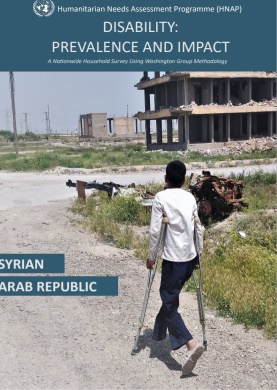 Humanitarian Needs Assessment Programme (HNAP)
DISABILITY:
PREVALENCE AND IMPACT
A Nationwide Household Survey Using Washington Group Methodology
SYRIAN
ARAB REPUBLIC